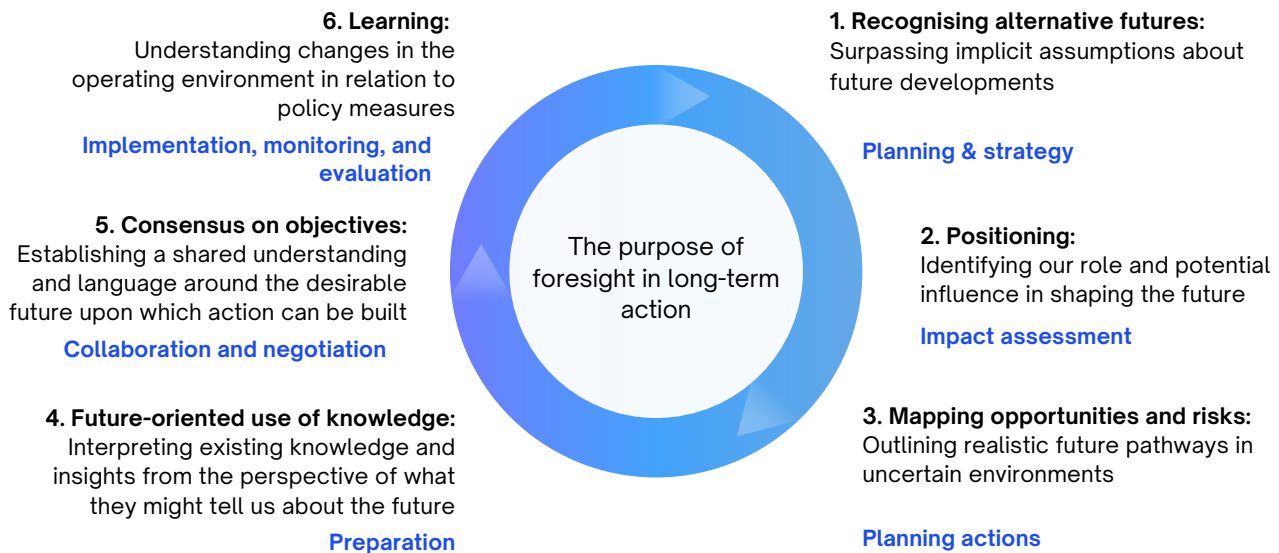 1. Recognising alternative futures:
Surpassing implicit assumptions about
future developments
Planning & strategy
2. Positioning:
Identifying our role and potential
influence in shaping the future
Impact assessment
3. Mapping opportunities and risks:
Outlining realistic future pathways in
uncertain environments
Planning actions
4. Future-oriented use of knowledge:
Interpreting existing knowledge and
insights from the perspective of what
they might tell us about the future
Preparation
5. Consensus on objectives:
Establishing a shared understanding
and language around the desirable
future upon which action can be built
Collaboration and negotiation
6. Learning:
Understanding changes in the
operating environment in relation to
policy measures
Implementation, monitoring, and
evaluation
The purpose of
foresight in long-term
action